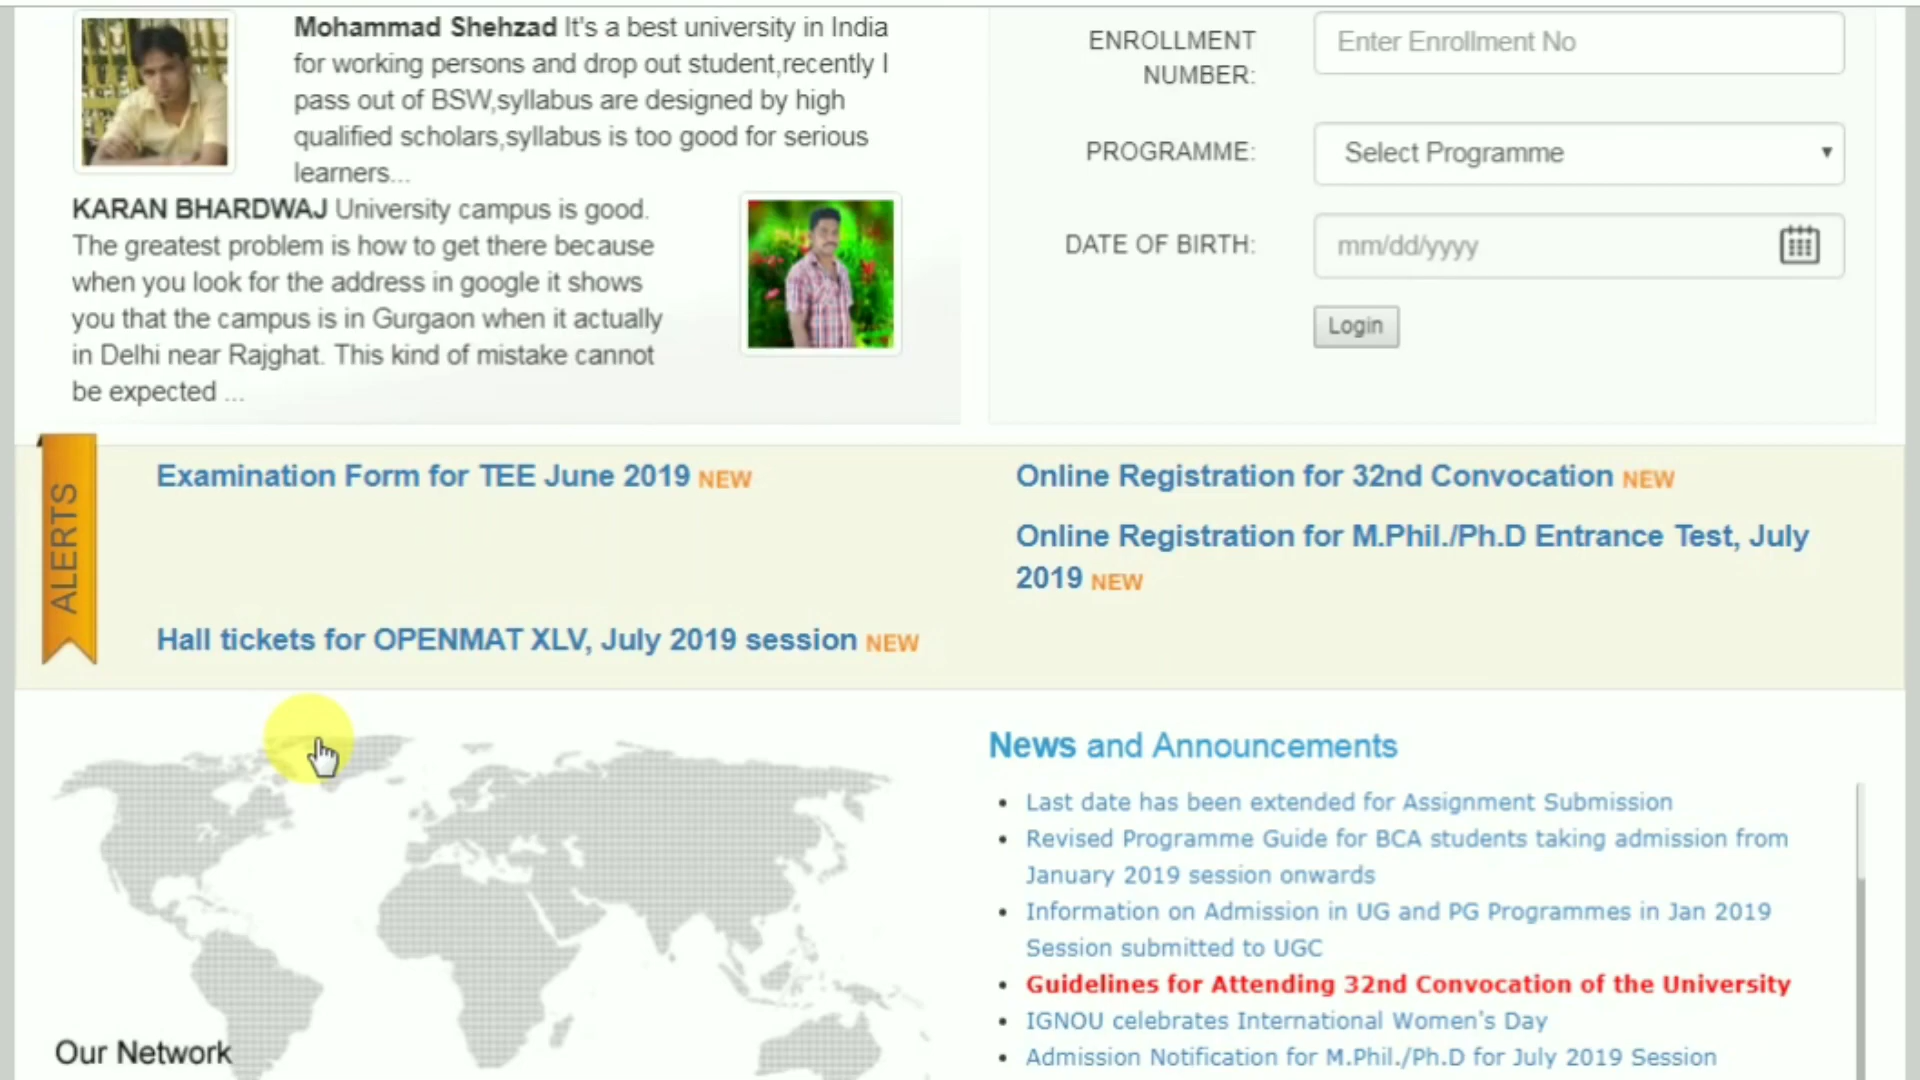 Mohammad Shehzad It's a best university in India
for working persons and drop out student,recently I
pass out of BSW,syllabus are designed by high
qualified scholars,syllabus is too good for serious
learners...
KARAN BHARDWAJ University campus is good.
The greatest problem is how to get there because
when you look for the address in google it shows
you that the campus is in Gurgaon when it actually
in Delhi near Rajghat. This kind of mistake cannot
be expected ...
ENROLLMENT
NUMBER:
Enter Enrollment No
PROGRAMME:
Select Programme
DATE OF BIRTH:
mm/dd/yyyy
Login
ALERTS
Examination Form for TEE June 2019 NEW
Hall tickets for OPENMAT XLV, July 2019 session NEW
Online Registration for 32nd Convocation NEW
Online Registration for M.Phil./Ph.D Entrance Test, July
2019 NEW
Our Network
News and Announcements
Last date has been extended for Assignment Submission
Revised Programme Guide for BCA students taking admission from
January 2019 session onwards
Information on Admission in UG and PG Programmes in Jan 2019
Session submitted to UGC
Guidelines for Attending 32nd Convocation of the University
IGNOU celebrates International Women's Day
Admission Notification for M.Phil./Ph.D for July 2019 Session